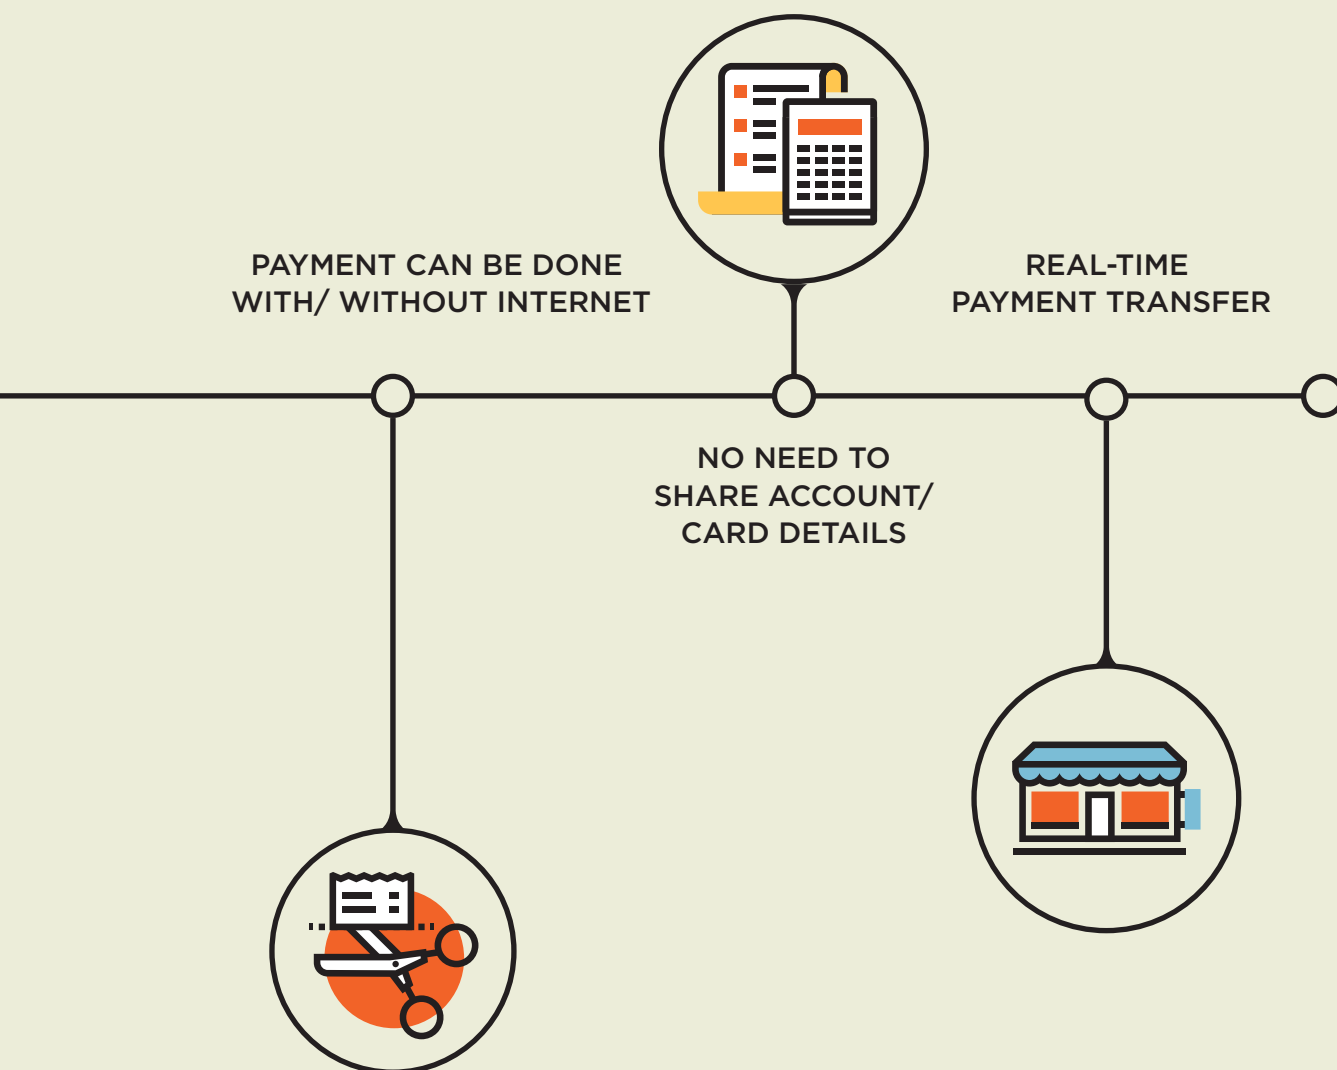 PAYMENT CAN BE DONE
WITH/ WITHOUT INTERNET
NO NEED TO
SHARE ACCOUNT/
CARD DETAILS
REAL-TIME
PAYMENT TRANSFER